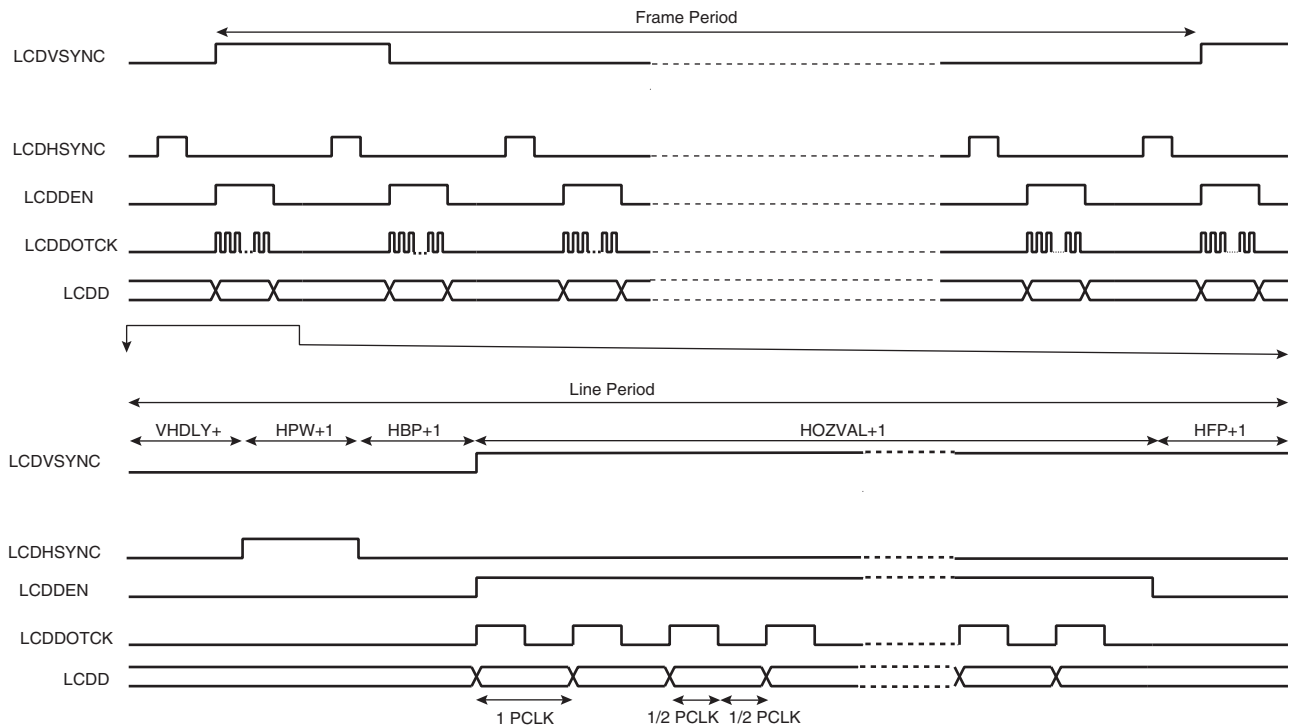 Frame Period
LCDVSYNC
LCDHSYNC
LCDDEN
LCDDOTCK
LCDD
Line Period
VHDLY+ HPW+1 HBP+1 HOZVAL+1 HFP+1
LCDVSYNC
LCDHSYNC
LCDDEN
LCDDOTCK
LCDD
1 PCLK 1/2 PCLK 1/2 PCLK